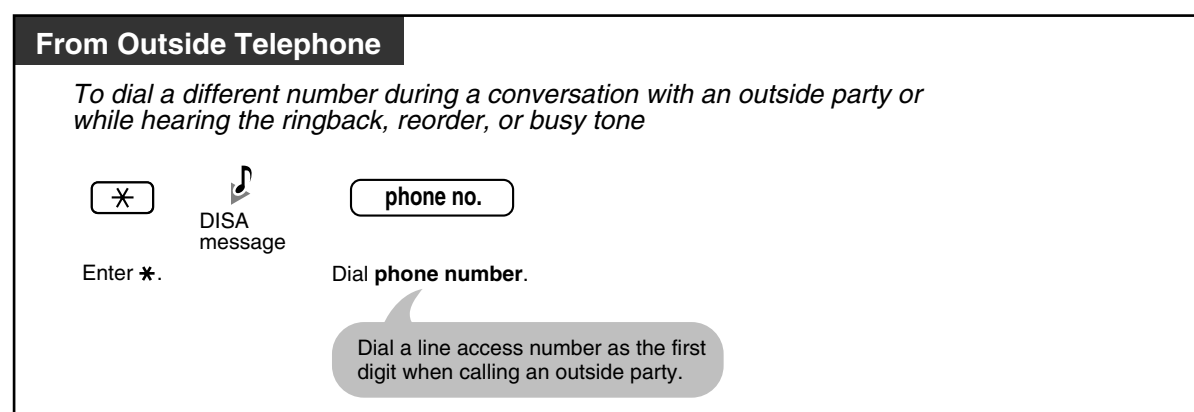 From Outside Telephone
To dial a different number during a conversation with an outside party or
while hearing the ringback, reorder, or busy tone
phone no.
DISA
message
Enter ✱.
Dial phone number.
Dial a line access number as the first
digit when calling an outside party.